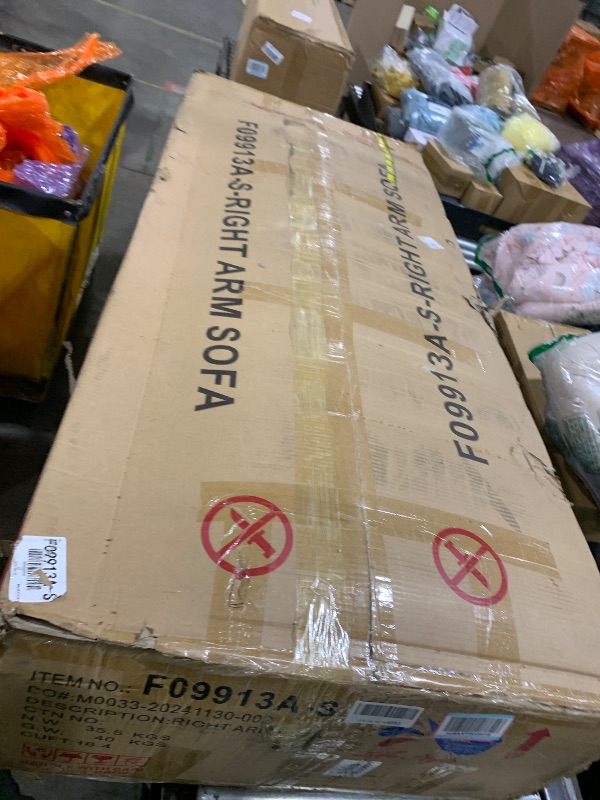 F09913A-S-RIGHT ARM SOFA
F09913A-S-RIGHT ARM SOFA
F09913A-S
ITEM NO.: F09913A-S
PO#:M0033-20241130-002
CTN NO.
DESCRIPTION:RIGHT ARM
N.W. 35.5 KGS
G.W. 40 KGS
CUFT 16.4